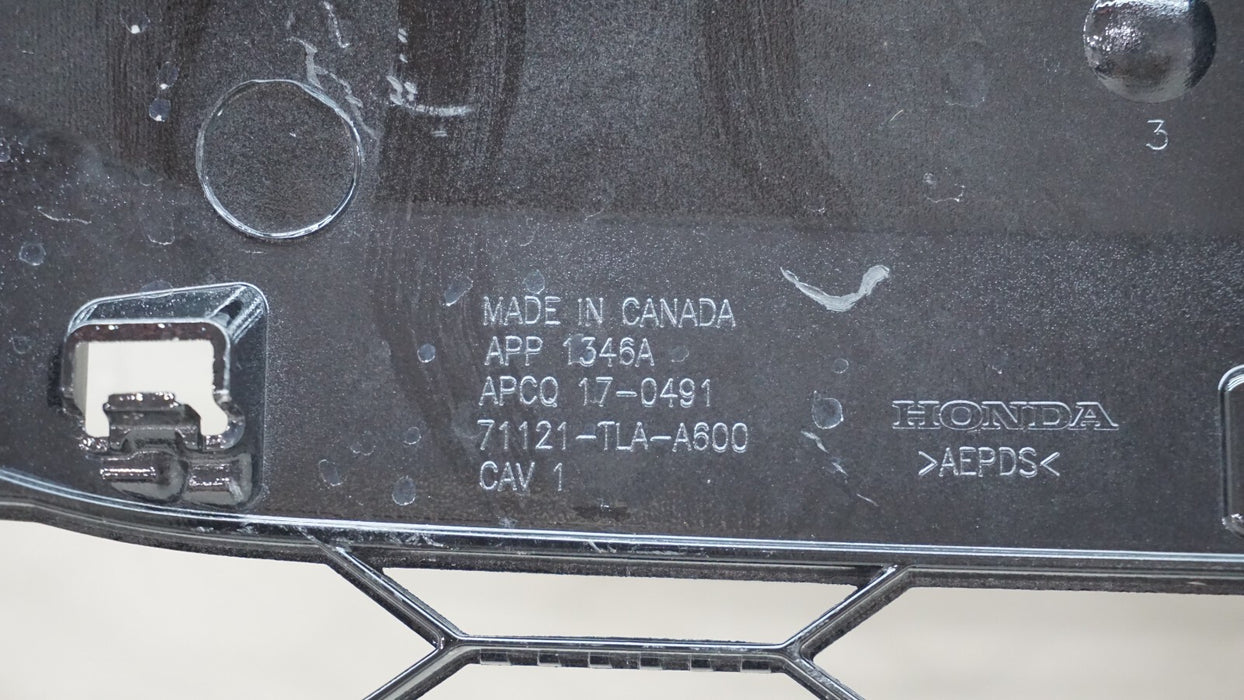 3
MADE IN CANADA
APP 1346A
APCQ 17-0491
71121-TLA-A600
CAV 1
HONDA
>AEPDS<